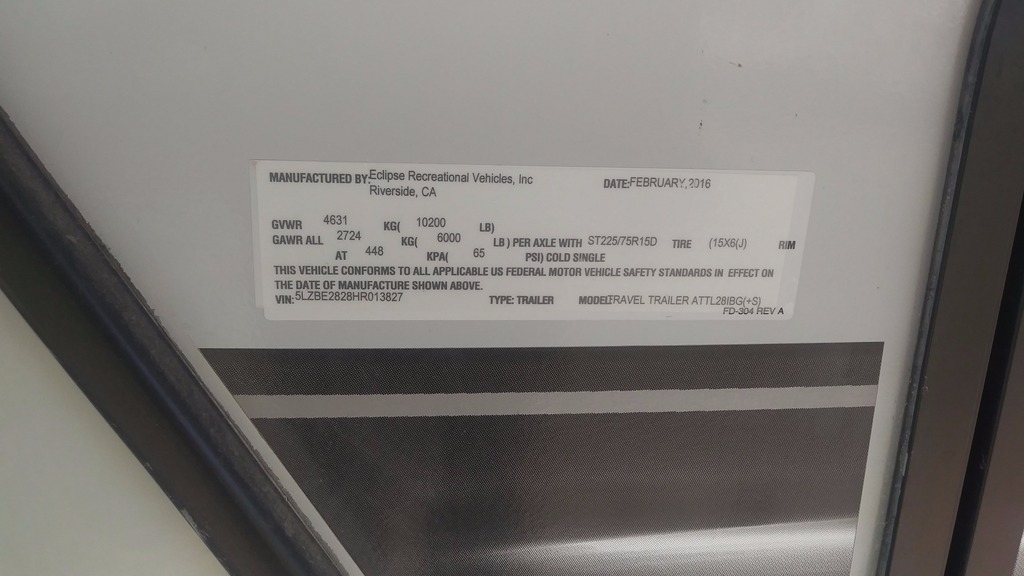 MANUFACTURED BY: Eclipse Recreational Vehicles, Inc DATE: FEBRUARY, 2016
Riverside, CA
GVWR 4631 KG( 10200 LB)
GAWR ALL 2724 KG( 6000 LB ) PER AXLE WITH ST225/75R15D TIRE (15X6(J) RIM
AT 448 KPA( 65 PSI) COLD SINGLE
THIS VEHICLE CONFORMS TO ALL APPLICABLE US FEDERAL MOTOR VEHICLE SAFETY STANDARDS IN EFFECT ON
THE DATE OF MANUFACTURE SHOWN ABOVE.
VIN: 5LZBE2828HR013827 TYPE: TRAILER MODEL: TRAVEL TRAILER ATTL28IBG(+S)
FD-304 REV A